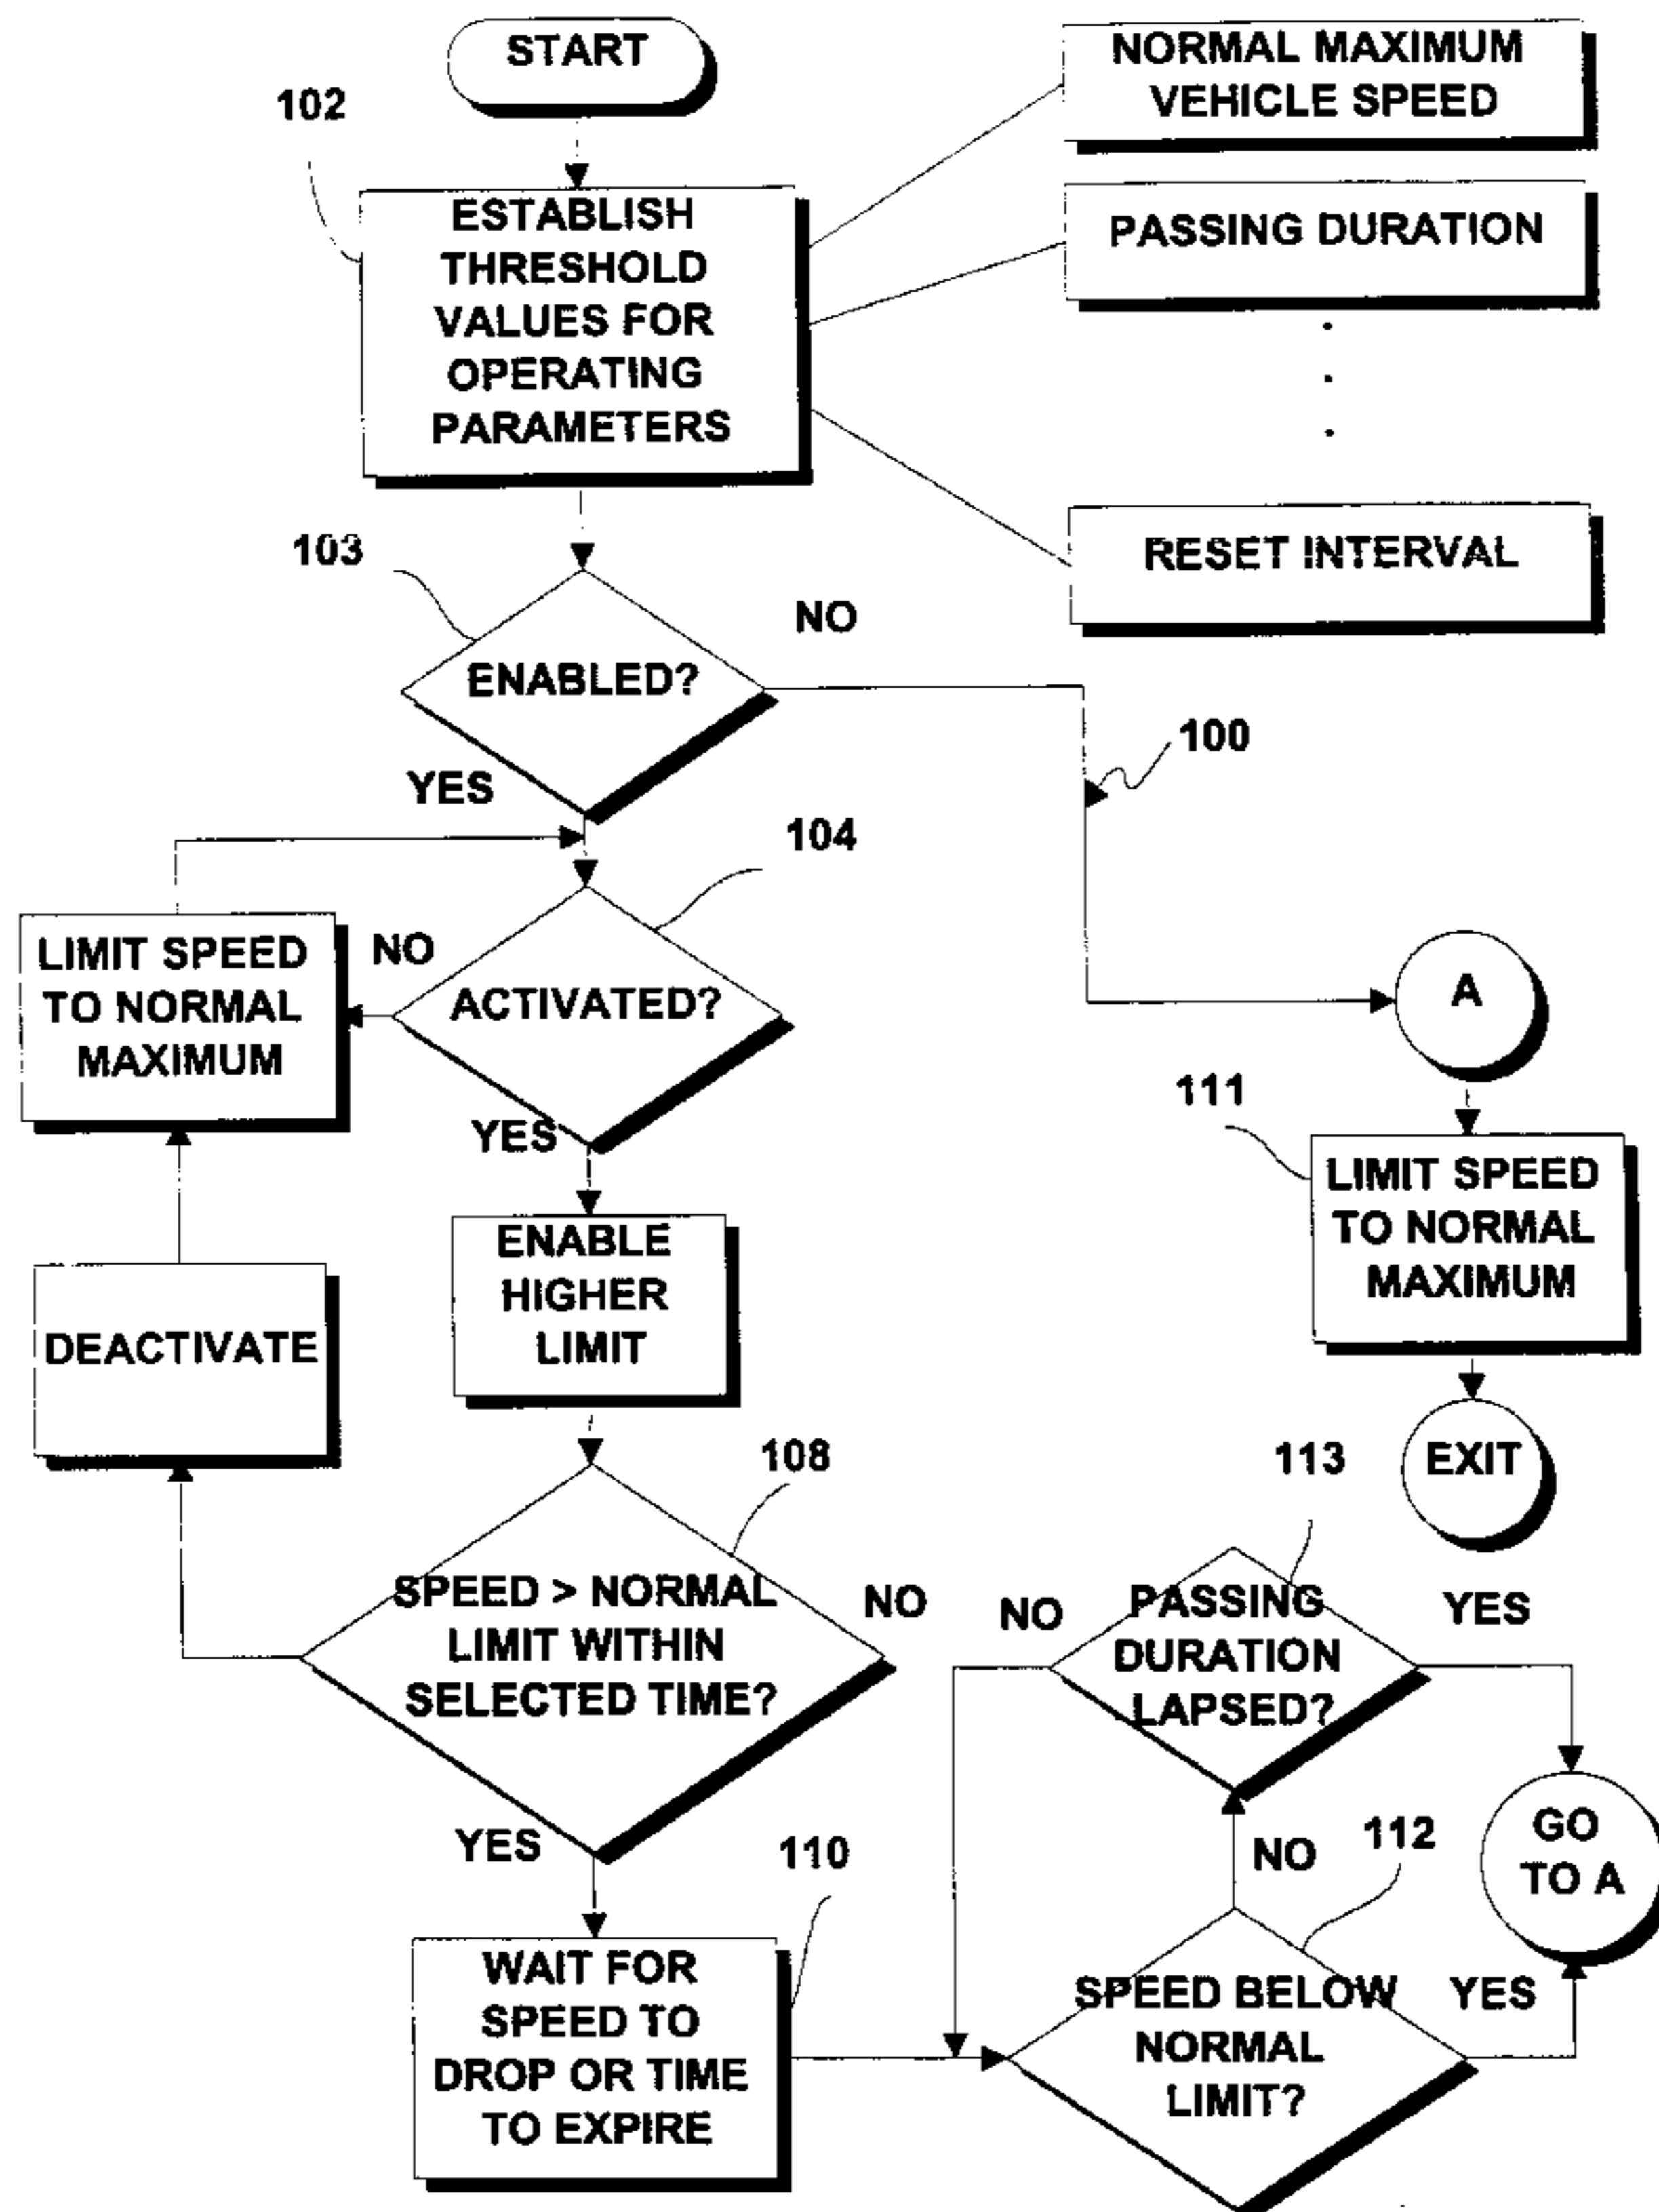 START
NORMAL MAXIMUM
VEHICLE SPEED
102
ESTABLISH
THRESHOLD
VALUES FOR
OPERATING
PARAMETERS
PASSING DURATION
RESET INTERVAL
103
ENABLED?
NO
YES
100
104
LIMIT SPEED
TO NORMAL
MAXIMUM
NO
ACTIVATED?
YES
A
111
LIMIT SPEED
TO NORMAL
MAXIMUM
ENABLE
HIGHER
LIMIT
DEACTIVATE
EXIT
108
SPEED > NORMAL
LIMIT WITHIN
SELECTED TIME?
NO
YES
113
NO
PASSING
DURATION
LAPSED?
YES
GO
TO A
110
WAIT FOR
SPEED TO
DROP OR TIME
TO EXPIRE
NO
112
SPEED BELOW
NORMAL
LIMIT?
YES